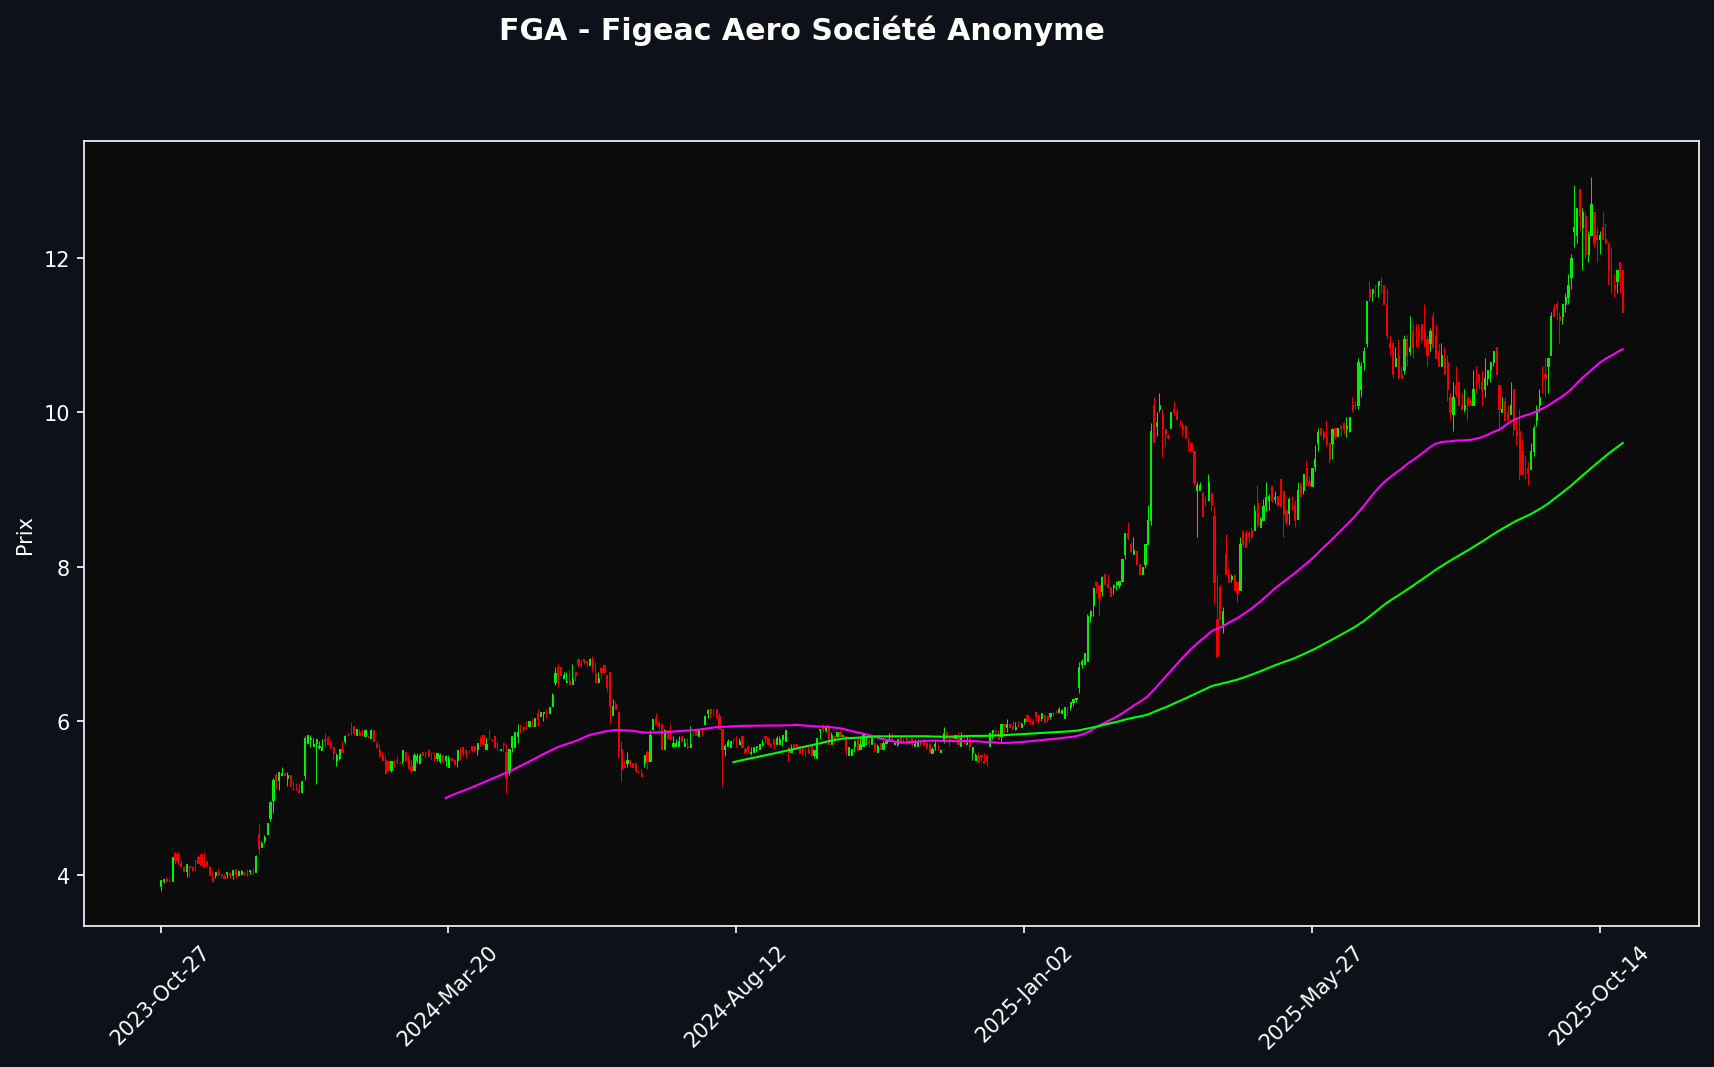 FGA - Figeac Aero Société Anonyme
Prix
12
10
8
6
4
2023-Oct-27
2024-Mar-20
2024-Aug-12
2025-Jan-02
2025-May-27
2025-Oct-14